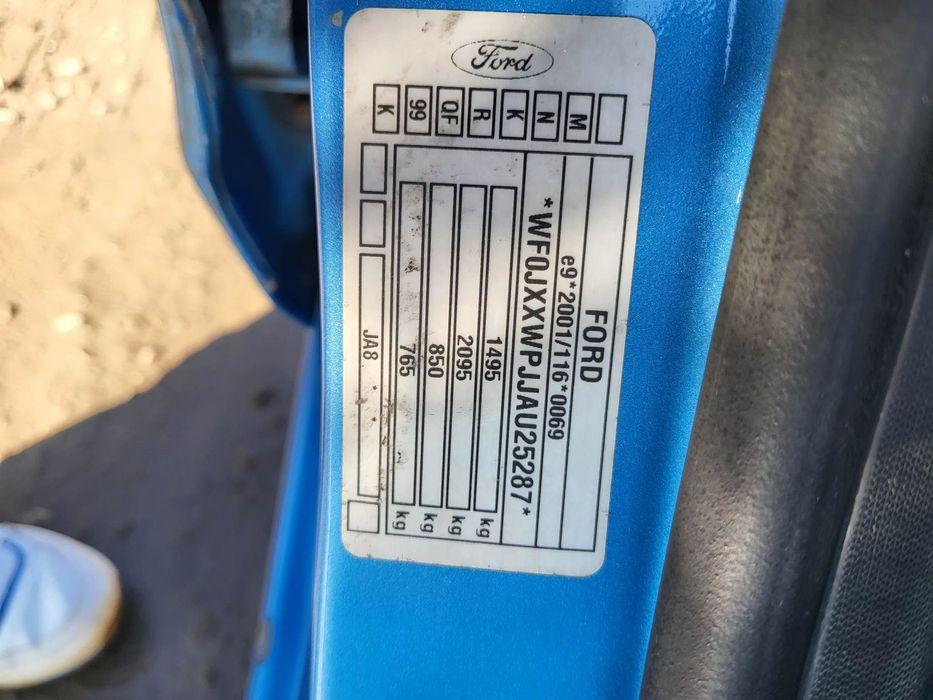 Ford
FORD
e9*2001/116*0069
*WF0JXXWPJJAU25287*
1495 kg
2095 kg
850 kg
765 kg
JA8
M
N
K
R
QF
99
K